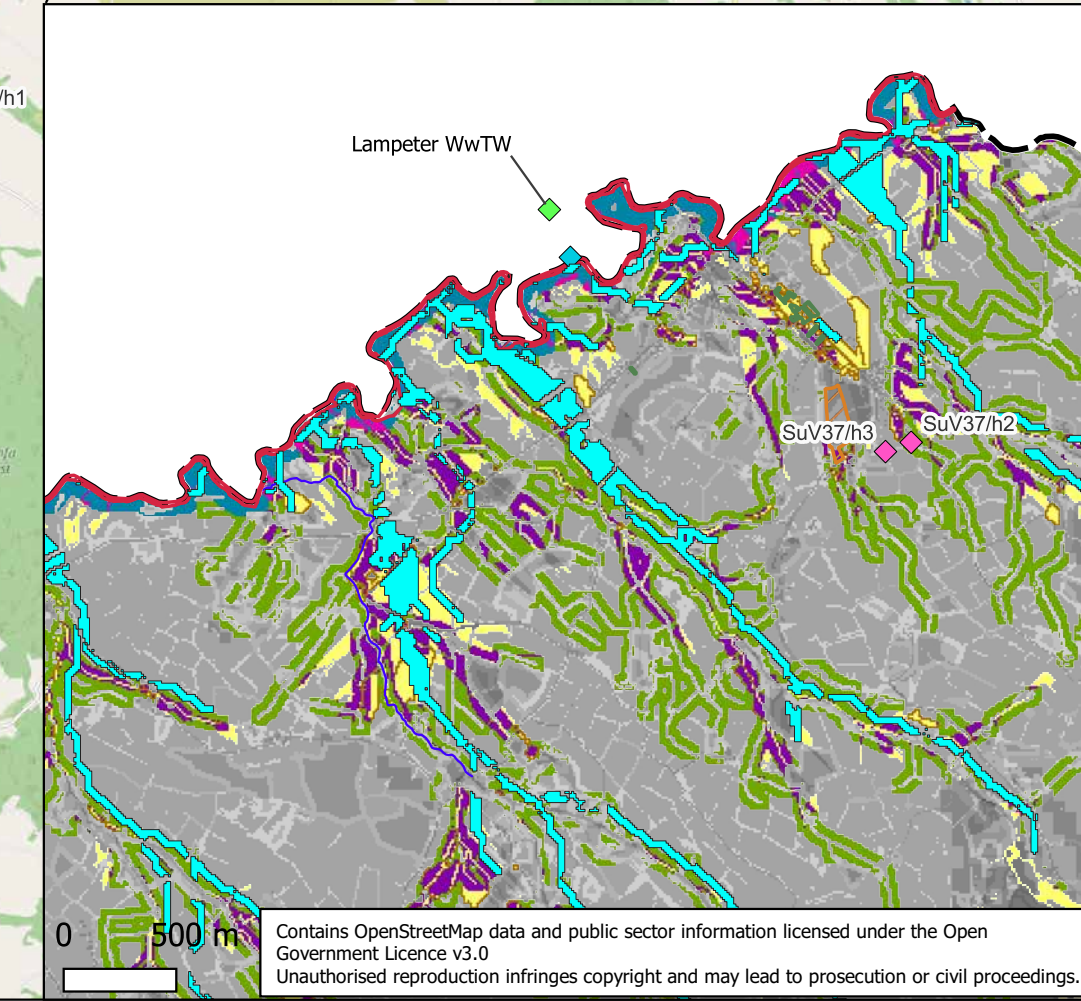 /h1
Lampeter WwTW
SuV37/h3
SuV37/h2
0 500 m
Contains OpenStreetMap data and public sector information licensed under the Open
Government Licence v3.0
Unauthorised reproduction infringes copyright and may lead to prosecution or civil proceedings.